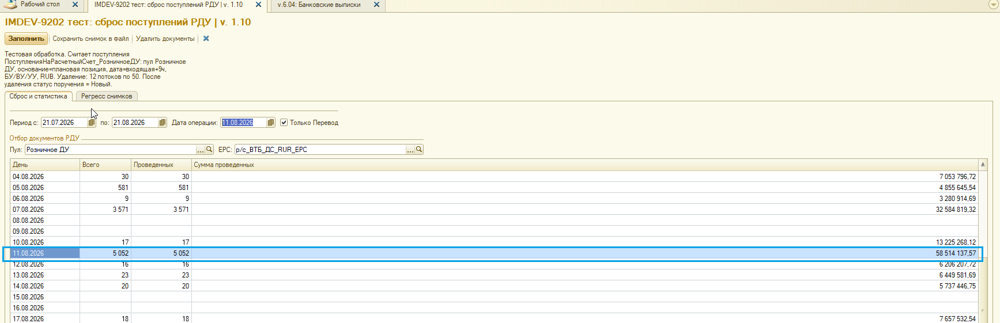 Рабочий стол IMDEV-9202 тест: сброс поступлений РДУ | v. 1.10 v.6.04: Банковские выписки
IMDEV-9202 тест: сброс поступлений РДУ | v. 1.10
Заполнить Сохранить снимок в файл Удалить документы
Тестовая обработка. Считает поступления
ПоступленияНаРасчетныйСчет_РозничноеДУ: пул Розничное
ДУ, основание=плановая позиция, дата=входящая+9ч,
БУ/ВУ/УУ, RUB. Удаление: 12 потоков по 50. После
удаления статус поручения = Новый.
Сброс и статистика Регресс снимков
Период с: 21.07.2026 по: 21.08.2026 Дата операции: 11.08.2026 Только Перевод
Отбор документов РДУ
Пул: Розничное ДУ ... ЕРС: р/с_ВТБ_ДС_RUR_ЕРС ...
День Всего Проведенных Сумма проведенных
04.08.2026 30 30 7 053 796,72
05.08.2026 581 581 4 855 645,54
06.08.2026 9 9 3 280 914,69
07.08.2026 3 571 3 571 32 584 819,32
08.08.2026
09.08.2026
10.08.2026 17 17 13 225 268,12
11.08.2026 5 052 5 052 58 514 137,57
12.08.2026 16 16 6 206 207,72
13.08.2026 23 23 6 449 581,69
14.08.2026 20 20 5 737 446,75
15.08.2026
16.08.2026
17.08.2026 18 18 7 657 532,54